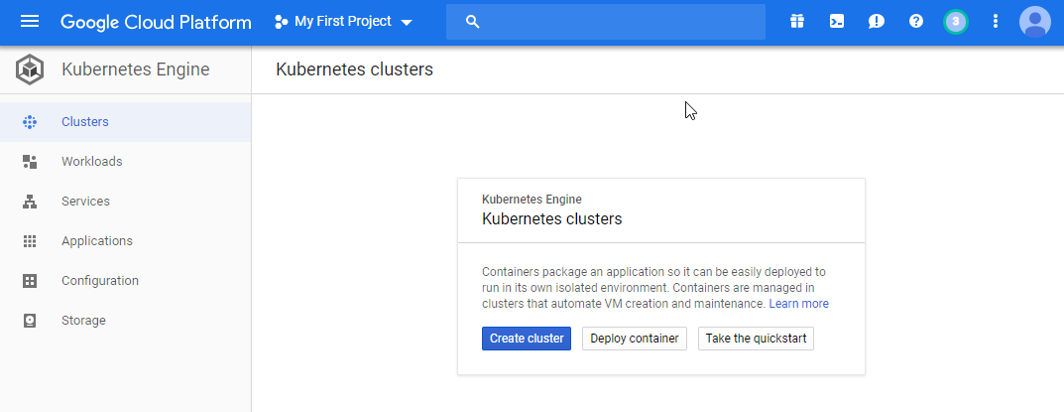 Google Cloud Platform
My First Project
3
Kubernetes Engine
Kubernetes clusters
Clusters
Workloads
Services
Applications
Configuration
Storage
Kubernetes Engine
Kubernetes clusters
Containers package an application so it can be easily deployed to
run in its own isolated environment. Containers are managed in
clusters that automate VM creation and maintenance. Learn more
Create cluster
Deploy container
Take the quickstart